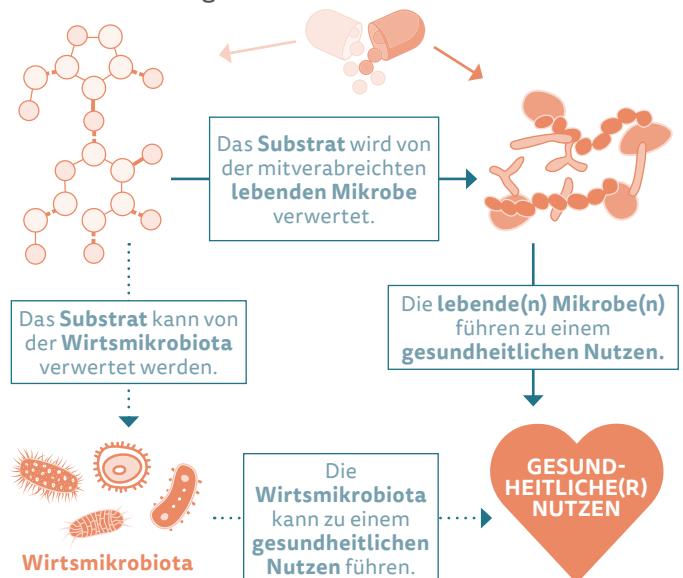 Das Substrat wird von
der mitverabreichten
lebenden Mikrobe
verwertet.
Das Substrat kann von
der Wirtsmikrobiota
verwertet werden.
Die lebende(n) Mikrobe(n)
führen zu einem
gesundheitlichen Nutzen.
Wirtsmikrobiota
Die
Wirtsmikrobiota
kann zu einem
gesundheitlichen
Nutzen führen.
GESUND-
HEITLICHE(R)
NUTZEN